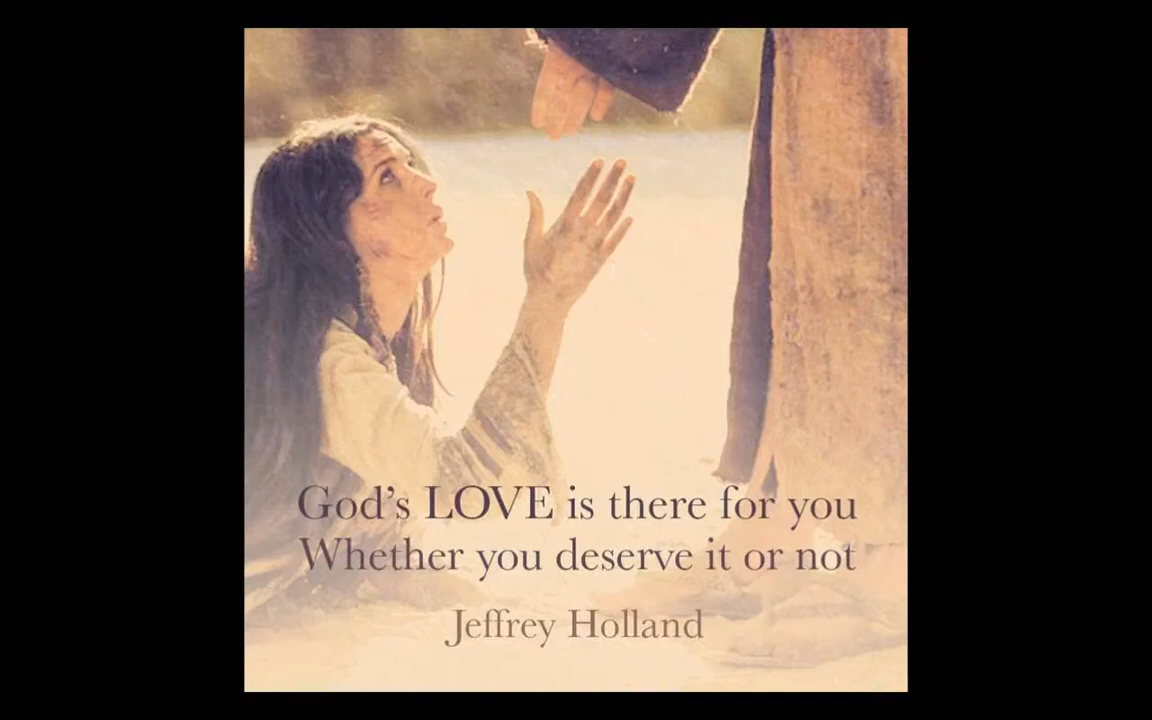 God's LOVE is there for you
Whether you deserve it or not
Jeffrey Holland